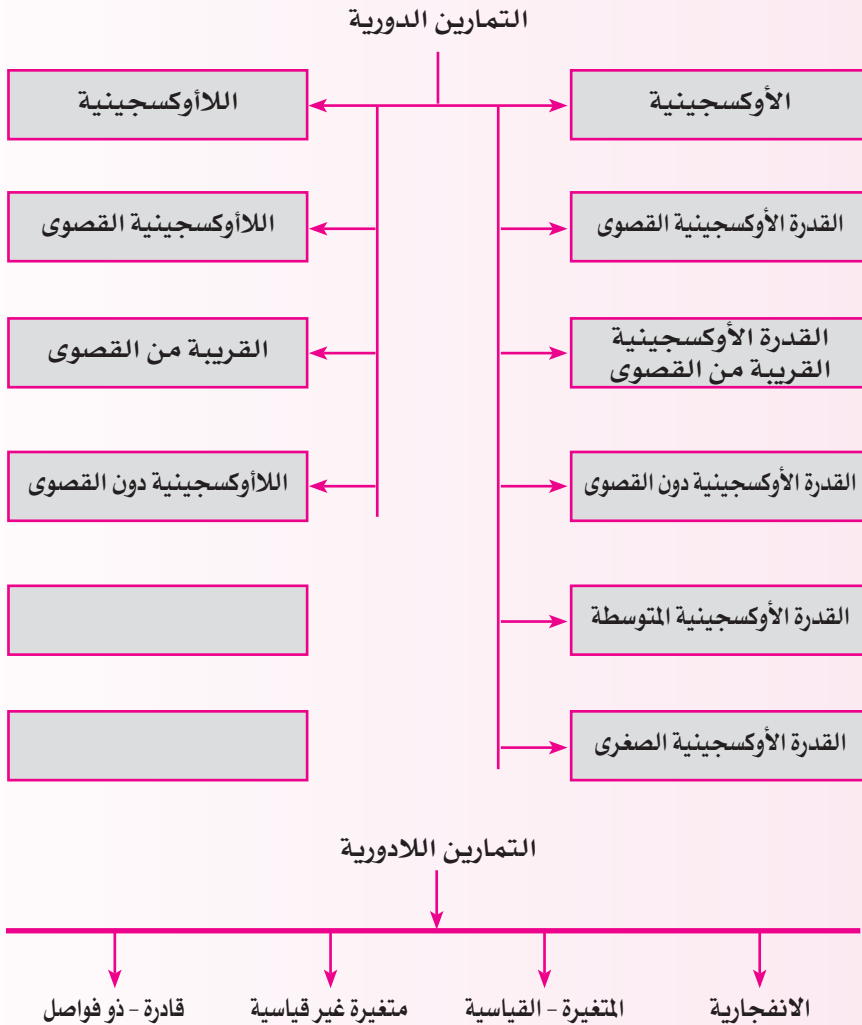 التمارين الدورية
الأوكسجينية
اللاأوكسجينية
القدرة الأوكسجينية القصوى
اللاأوكسجينية القصوى
القدرة الأوكسجينية
القريبة من القصوى
القريبة من القصوى
القدرة الأوكسجينية دون القصوى
اللاأوكسجينية دون القصوى
القدرة الأوكسجينية المتوسطة
القدرة الأوكسجينية الصغرى
التمارين اللادورية
الانفجارية
المتغيرة - القياسية
متغيرة غير قياسية
قادرة - ذو فواصل